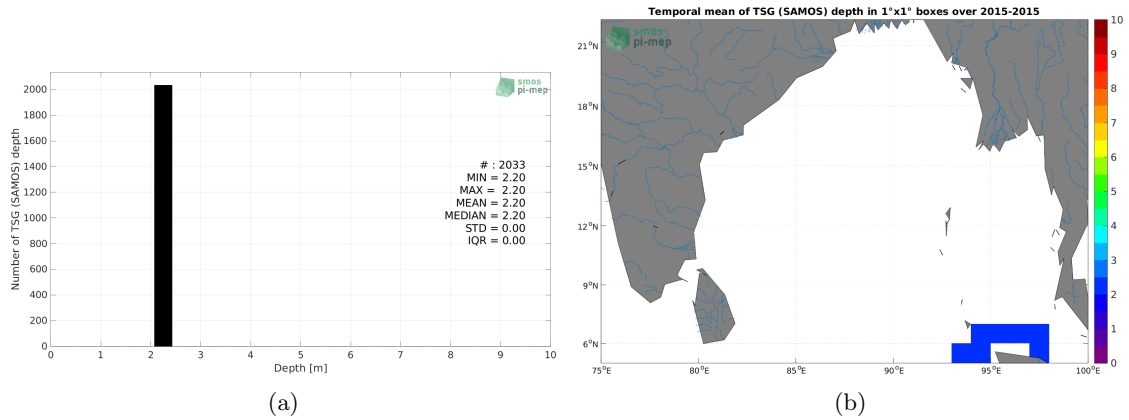 smos
pi-mep
Number of TSG (SAMOS) depth
2000
1800
1600
1400
1200
1000
800
600
400
200
0
# : 2033
MIN = 2.20
MAX = 2.20
MEAN = 2.20
MEDIAN = 2.20
STD = 0.00
IQR = 0.00
0 1 2 3 4 5 6 7 8 9 10
Depth [m]
(a)
Temporal mean of TSG (SAMOS) depth in 1°x1° boxes over 2015-2015
smos
pi-mep
21°N
18°N
15°N
12°N
9°N
6°N
75°E 80°E 85°E 90°E 95°E 100°E
10
9
8
7
6
5
4
3
2
1
0
(b)